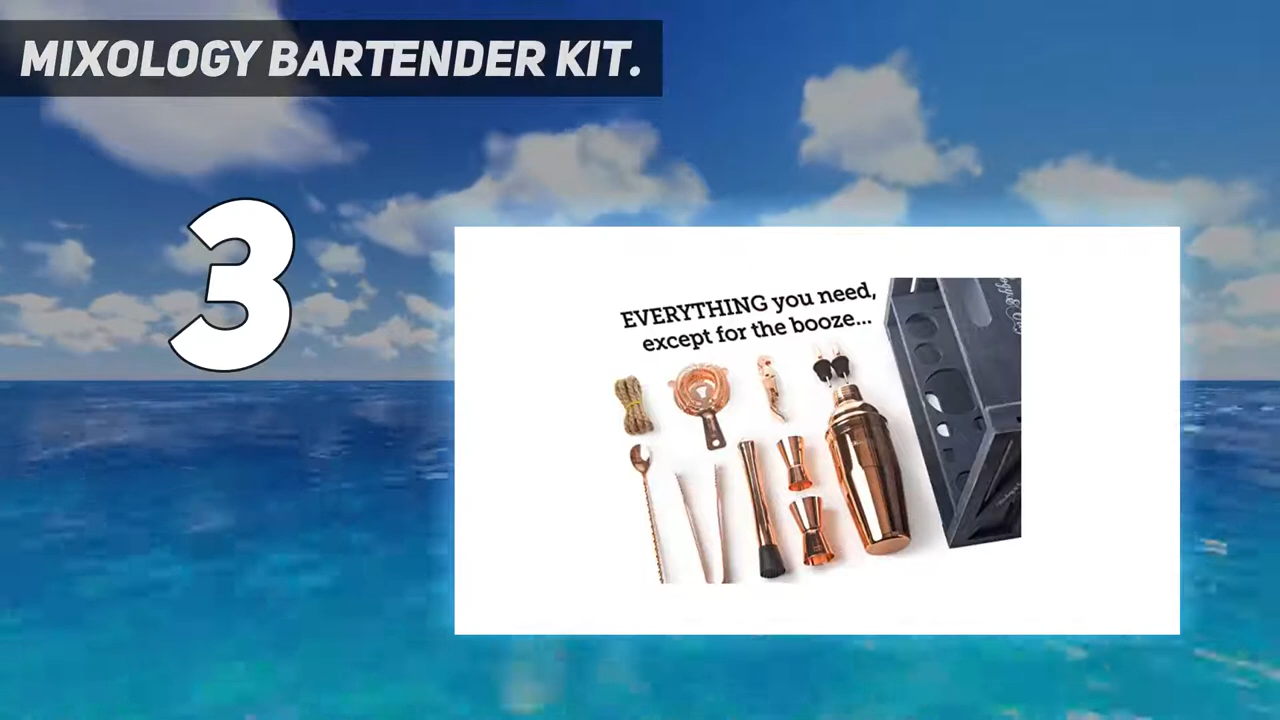 MIXOLOGY BARTENDER KIT.
3
EVERYTHING you need,
except for the booze...